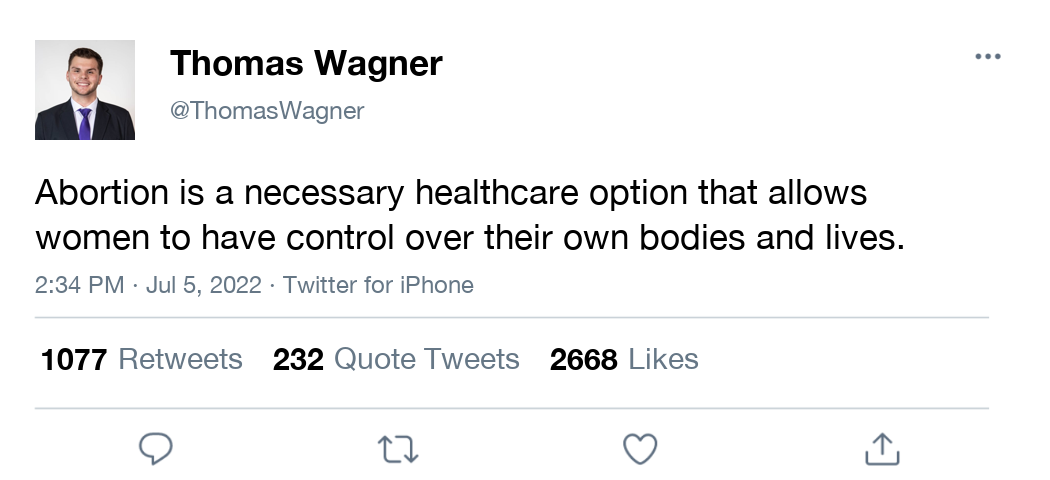 Thomas Wagner
@ThomasWagner
Abortion is a necessary healthcare option that allows
women to have control over their own bodies and lives.
2:34 PM · Jul 5, 2022 · Twitter for iPhone
1077 Retweets 232 Quote Tweets 2668 Likes